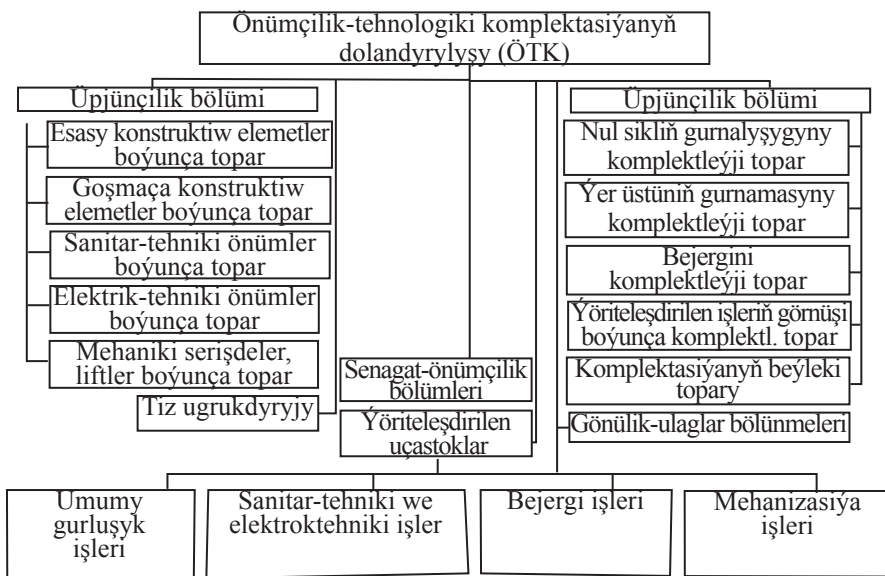 Önümçilik-tehnologiki komplektasiýanyň
dolandyrylyşy (ÖTK)
Üpjünçilik bölümi
Esasy konstruktiw elemetler
boýunça topar
Goşmaça konstruktiw
elemetler boýunça topar
Sanitar-tehniki önümler
boýunça topar
Elektrik-tehniki önümler
boýunça topar
Mehaniki serişdeler,
liftler boýunça topar
Tiz ugrukdyryjy
Senagat-önümçilik
bölümleri
Ýöriteleşdirilen
uçastoklar
Üpjünçilik bölümi
Nul sikliň gurnalyşygyny
komplektleýji topar
Ýer üstüniň gurnamasyny
komplektleýji topar
Bejergini
komplektleýji topar
Ýöriteleşdirilen işleriň görnüşi
boýunça komplektl. topar
Komplektasiýanyň beýleki
topary
Gönülik-ulaglar bölünmeleri
Umumy
gurluşyk
işleri
Sanitar-tehniki we
elektroktehniki işler
Bejergi işleri
Mehanizasiýa
işleri